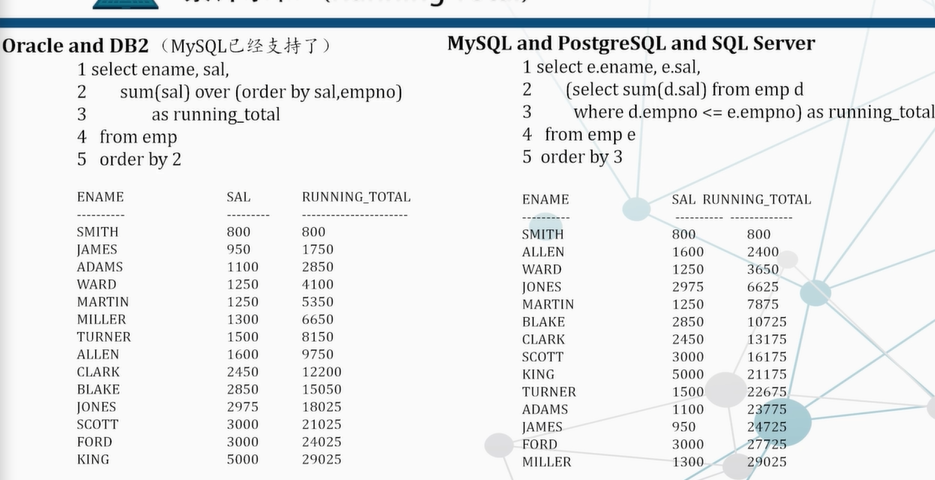 Oracle and DB2（MySQL已经支持了）
1 select ename, sal,
2 sum(sal) over (order by sal,empno)
3 as running_total
4 from emp
5 order by 2
ENAME SAL RUNNING_TOTAL
---------- --------- ----------------------
SMITH 800 800
JAMES 950 1750
ADAMS 1100 2850
WARD 1250 4100
MARTIN 1250 5350
MILLER 1300 6650
TURNER 1500 8150
ALLEN 1600 9750
CLARK 2450 12200
BLAKE 2850 15050
JONES 2975 18025
SCOTT 3000 21025
FORD 3000 24025
KING 5000 29025
MySQL and PostgreSQL and SQL Server
1 select e.ename, e.sal,
2 (select sum(d.sal) from emp d
3 where d.empno <= e.empno) as running_total
4 from emp e
5 order by 3
ENAME SAL RUNNING_TOTAL
---------- ---------- -------------
SMITH 800 800
ALLEN 1600 2400
WARD 1250 3650
JONES 2975 6625
MARTIN 1250 7875
BLAKE 2850 10725
CLARK 2450 13175
SCOTT 3000 16175
KING 5000 21175
TURNER 1500 22675
ADAMS 1100 23775
JAMES 950 24725
FORD 3000 27725
MILLER 1300 29025